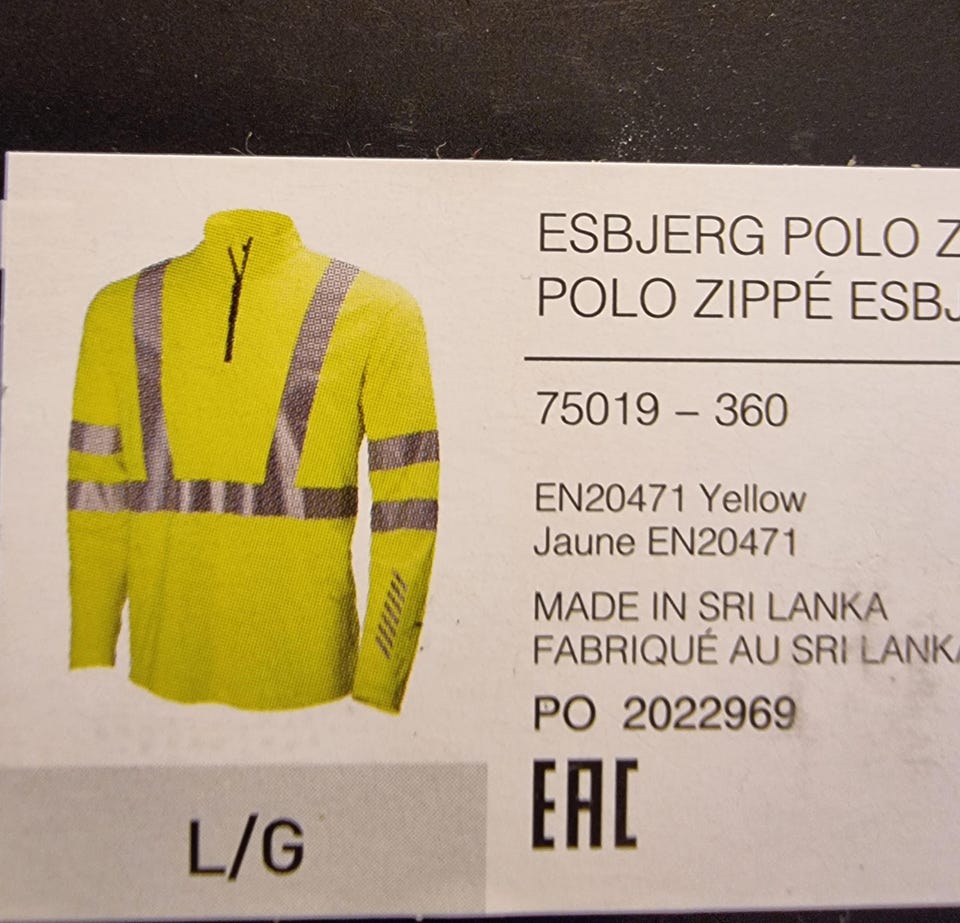 ESBJERG POLO Z
POLO ZIPPÉ ESBJ
75019 – 360
EN20471 Yellow
Jaune EN20471
MADE IN SRI LANKA
FABRIQUÉ AU SRI LANKA
PO 2022969
EAC
L/G